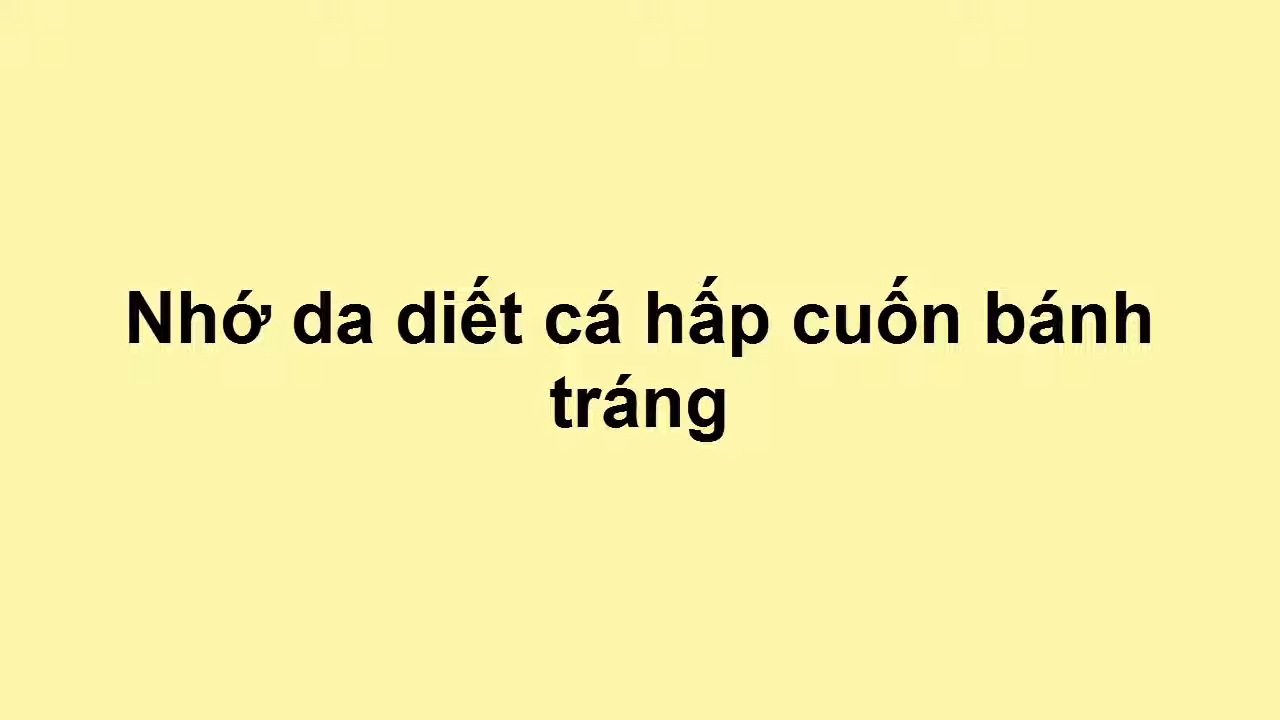 Nhớ da diết cá hấp cuốn bánh
tráng